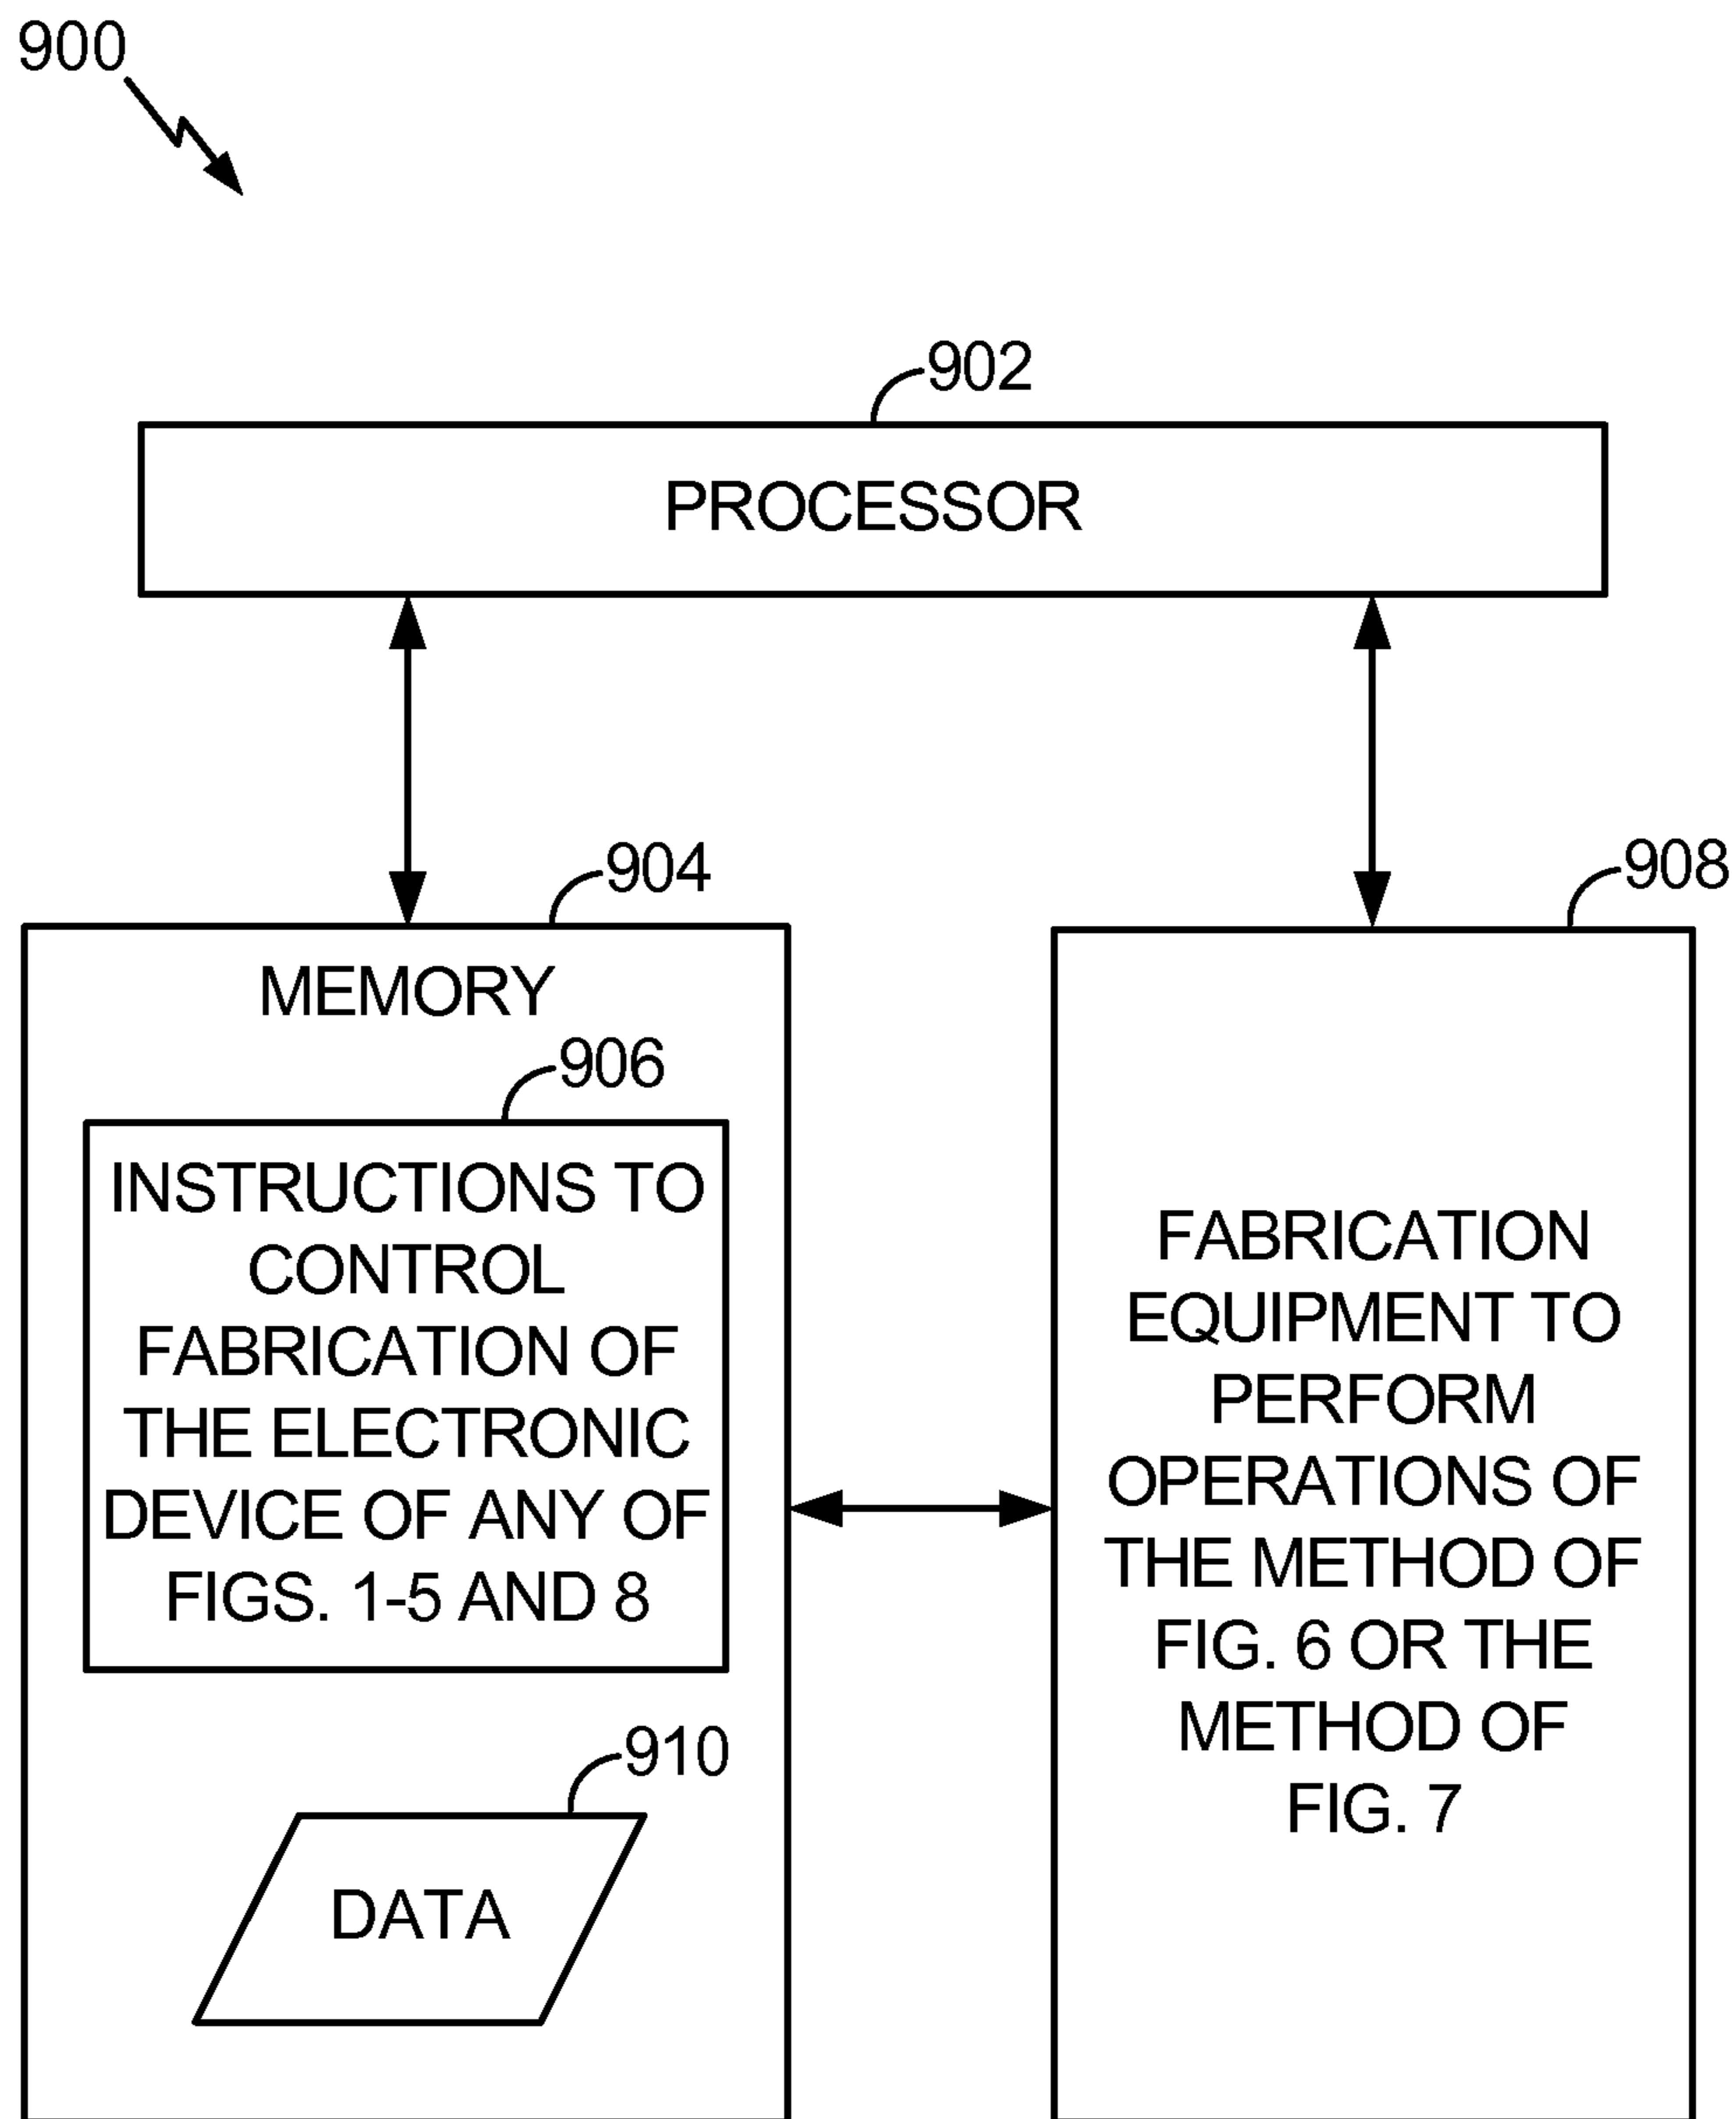 900
902
PROCESSOR
904
MEMORY
906
INSTRUCTIONS TO
CONTROL
FABRICATION OF
THE ELECTRONIC
DEVICE OF ANY OF
FIGS. 1-5 AND 8
910
DATA
908
FABRICATION
EQUIPMENT TO
PERFORM
OPERATIONS OF
THE METHOD OF
FIG. 6 OR THE
METHOD OF
FIG. 7